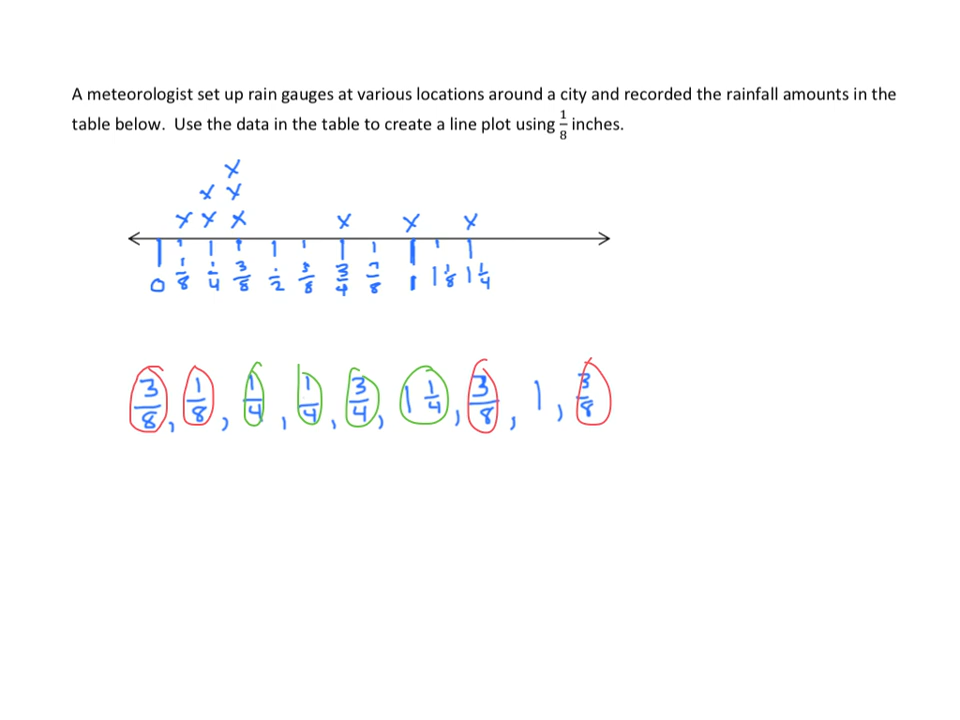 A meteorologist set up rain gauges at various locations around a city and recorded the rainfall amounts in the
table below. Use the data in the table to create a line plot using 1/8 inches.
x
x x
x x x x x x
0 1/8 1/4 3/8 1/2 5/8 3/4 7/8 1 1 1/8 1 1/4
3/8, 1/8, 1/4, 1/4, 3/4, 1 1/4, 3/8, 1, 3/8